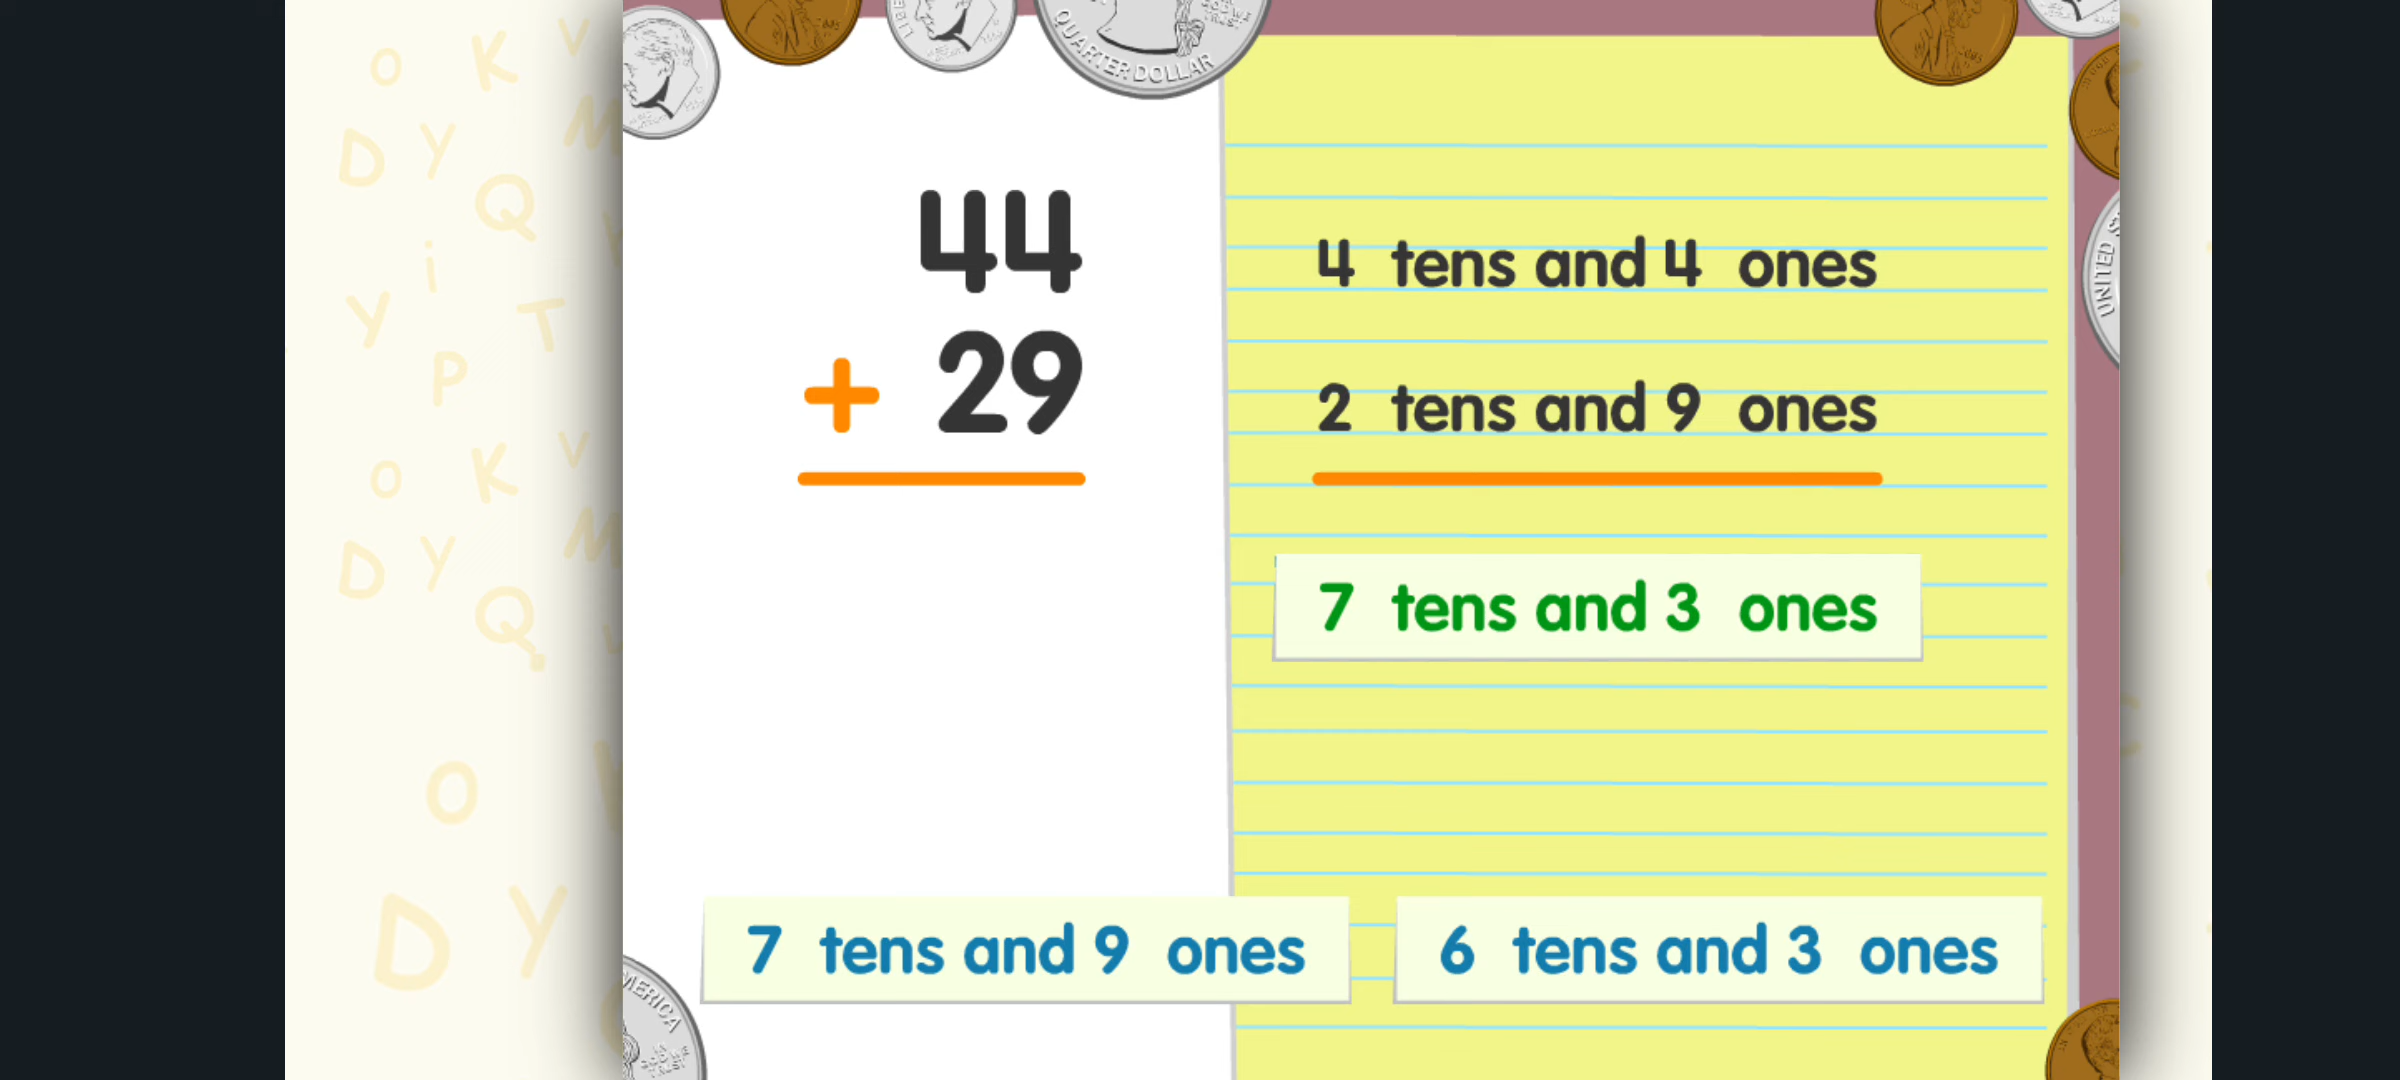 QUARTER DOLLAR
44
+ 29
4 tens and 4 ones
2 tens and 9 ones
7 tens and 3 ones
7 tens and 9 ones
6 tens and 3 ones
UNITED
O K V
D Y M
Q
i
Y T
P
O K V
D Y M
Q
O
D Y